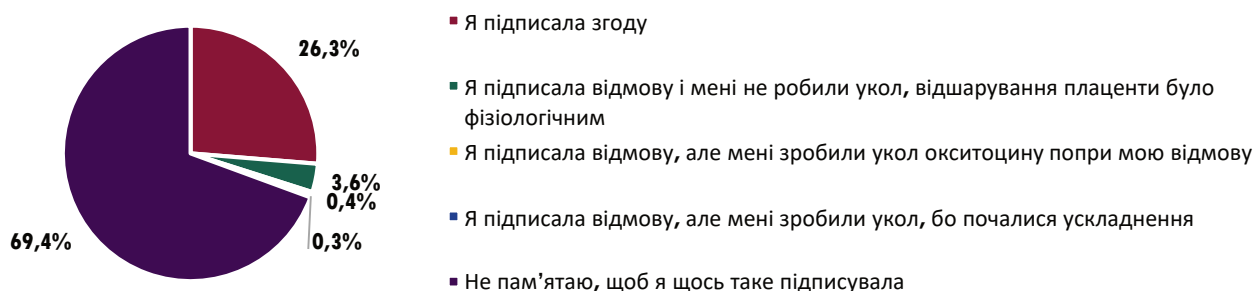 26,3%
3,6%
0,4%
0,3%
69,4%
Я підписала згоду
Я підписала відмову і мені не робили укол, відшарування плаценти було
фізіологічним
Я підписала відмову, але мені зробили укол окситоцину попри мою відмову
Я підписала відмову, але мені зробили укол, бо почалися ускладнення
Не пам’ятаю, щоб я щось таке підписувала